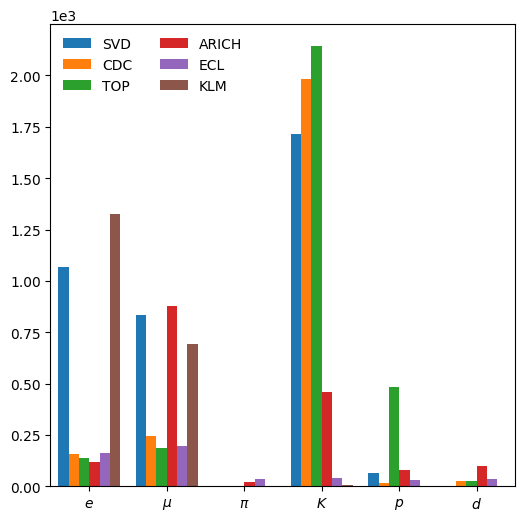 1e3
SVD
CDC
TOP
ARICH
ECL
KLM
2.00
1.75
1.50
1.25
1.00
0.75
0.50
0.25
0.00
e μ π K p d